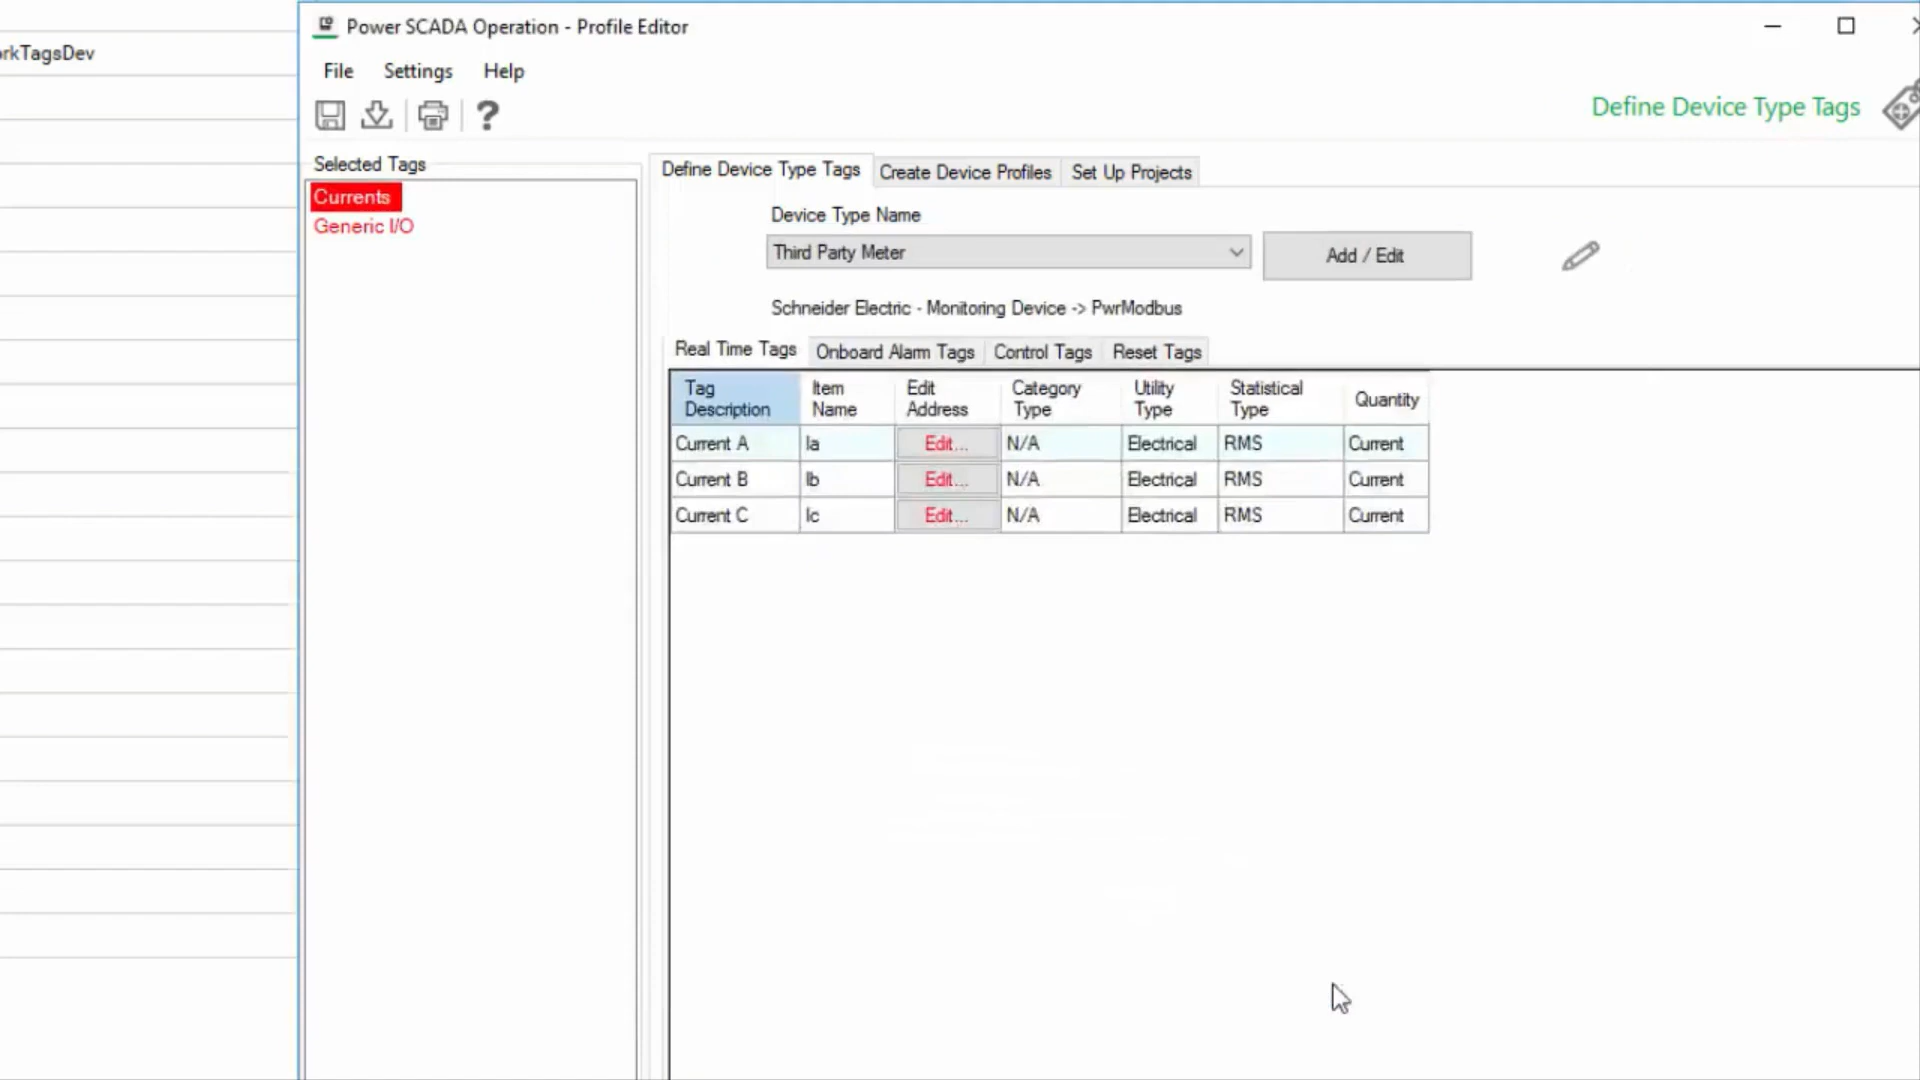 rkTagsDev
Power SCADA Operation - Profile Editor
File Settings Help
Define Device Type Tags
Selected Tags
Currents
Generic I/O
Define Device Type Tags Create Device Profiles Set Up Projects
Device Type Name
Third Party Meter
Add / Edit
Schneider Electric - Monitoring Device -> PwrModbus
Real Time Tags Onboard Alarm Tags Control Tags Reset Tags
Tag Description Item Name Edit Address Category Type Utility Type Statistical Type Quantity
Current A Ia Edit... N/A Electrical RMS Current
Current B Ib Edit... N/A Electrical RMS Current
Current C Ic Edit... N/A Electrical RMS Current